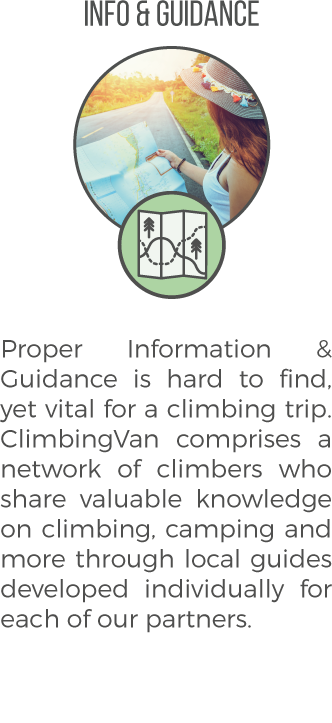 INFO & GUIDANCE
Proper Information &
Guidance is hard to find,
yet vital for a climbing trip.
ClimbingVan comprises a
network of climbers who
share valuable knowledge
on climbing, camping and
more through local guides
developed individually for
each of our partners.